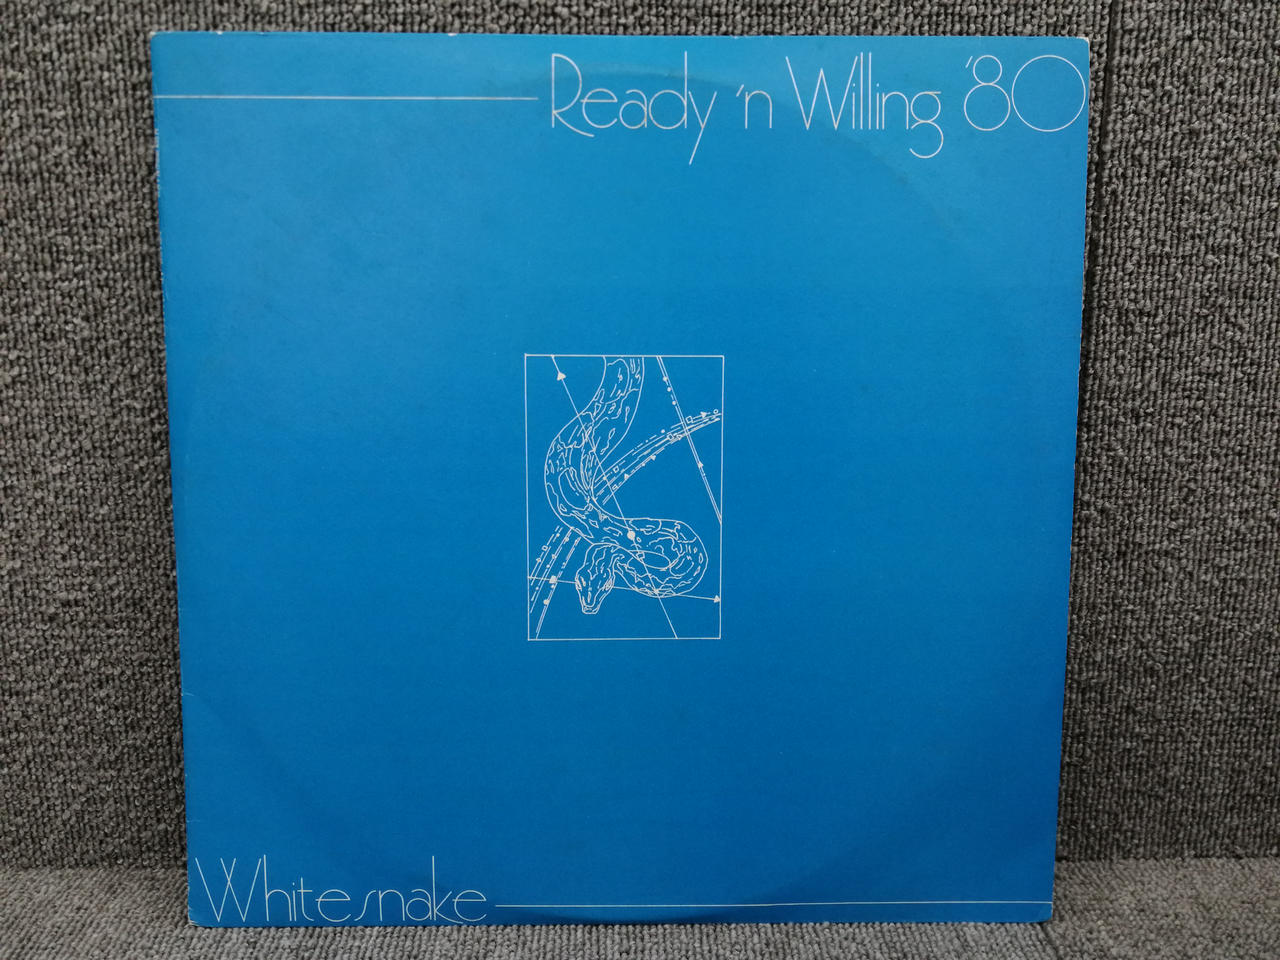 Ready 'n Willing '80
Whitesnake